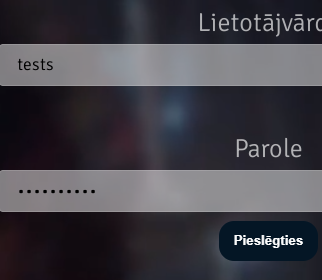 Lietotājvārd
tests
Parole
••••••••••
Pieslēgties